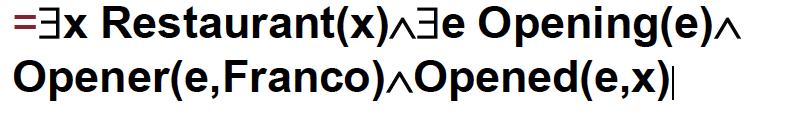 =∃x Restaurant(x)∧∃e Opening(e)∧
Opener(e,Franco)∧Opened(e,x)